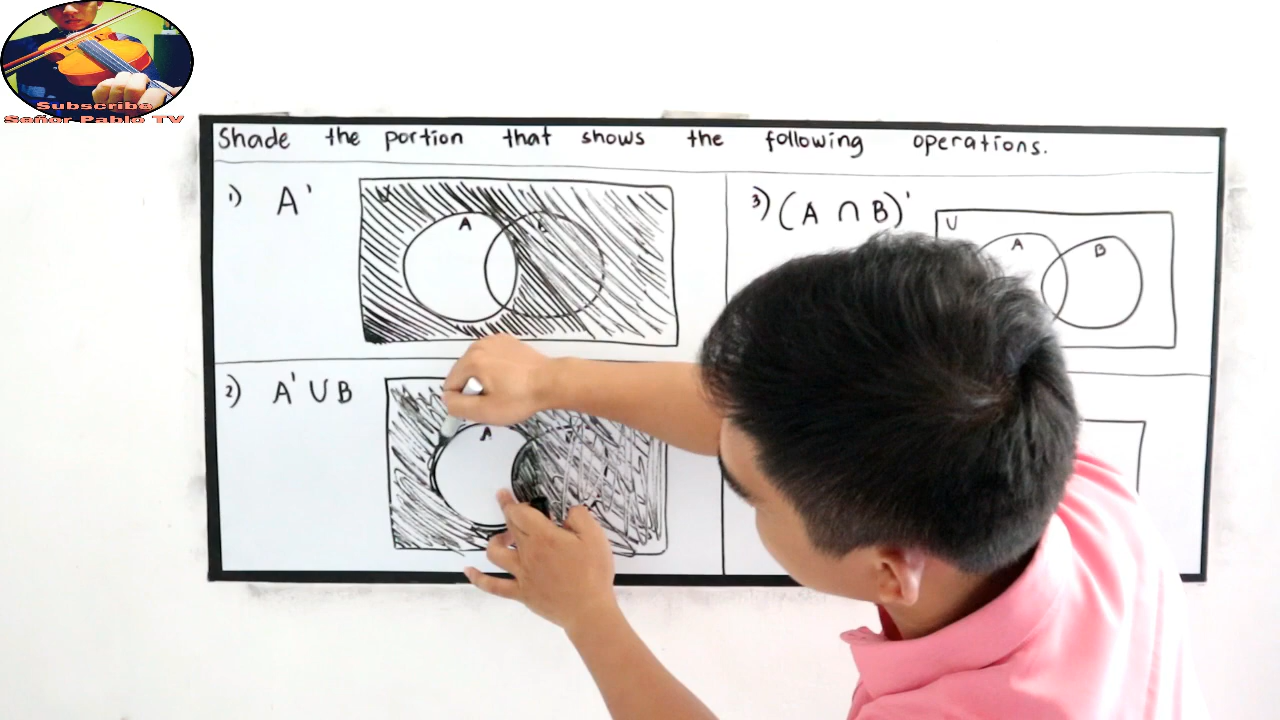 Subscribe
Señor Pablo TV
Shade the portion that shows the following operations.
1) A'
U
A
2) A' U B
A
3) (A ∩ B)'
U
A
B